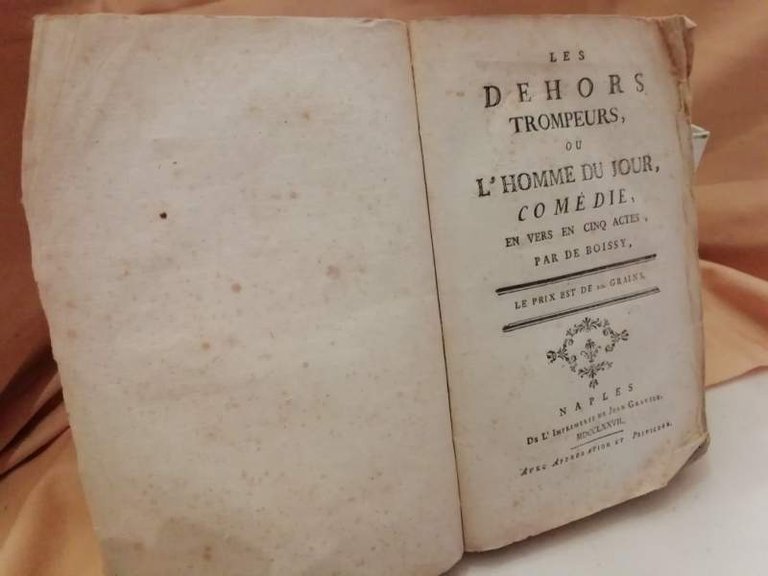 LES
DEHORS
TROMPEURS,
OU
L'HOMME DU JOUR,
COMÉDIE,
EN VERS EN CINQ ACTES,
PAR DE BOISSY,
LE PRIX EST DE GRAINS,
NAPLES
DE L'IMPRIMERIE DE JEAN GRAVIER.
MDCCLXXVII.
AVEC APPROBATION ET PRIVILEGE.